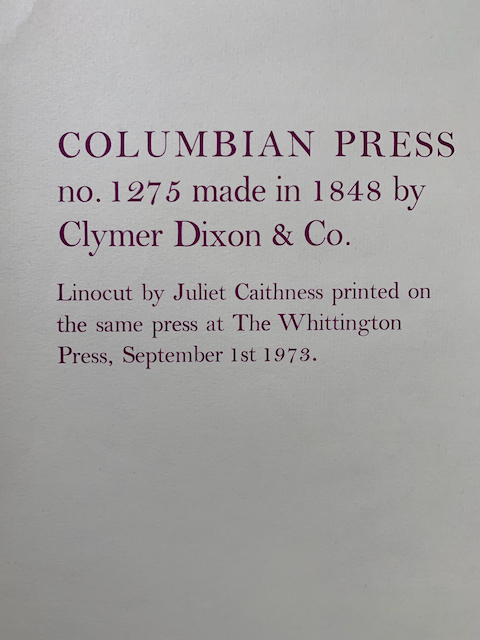 COLUMBIAN PRESS
no. 1275 made in 1848 by
Clymer Dixon & Co.
Linocut by Juliet Caithness printed on
the same press at The Whittington
Press, September 1st 1973.